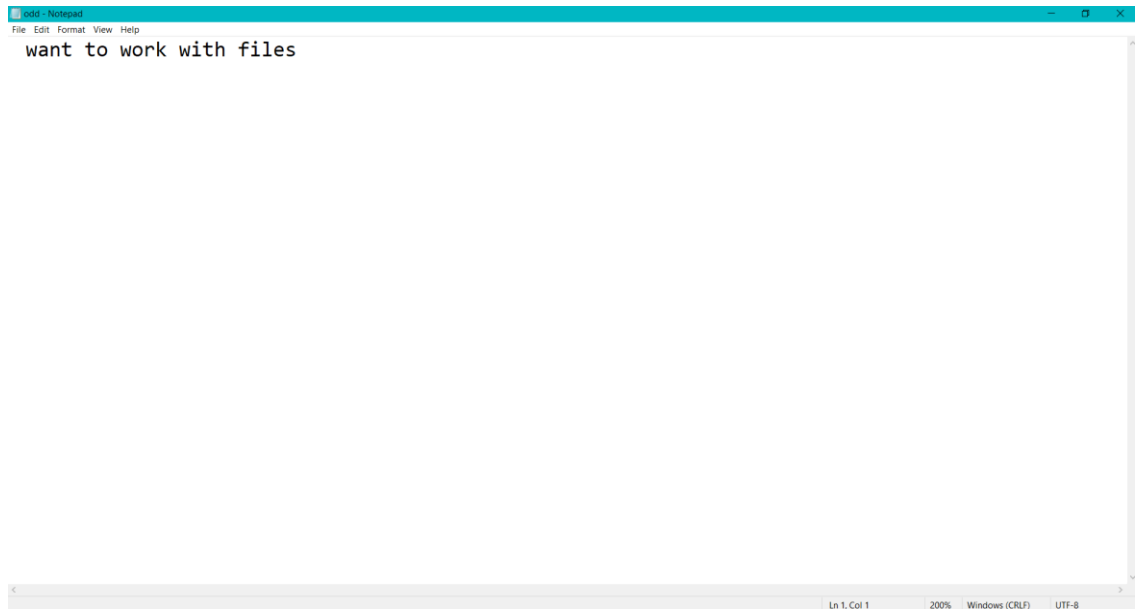 odd - Notepad
File Edit Format View Help
want to work with files
Ln 1, Col 1 200% Windows (CRLF) UTF-8